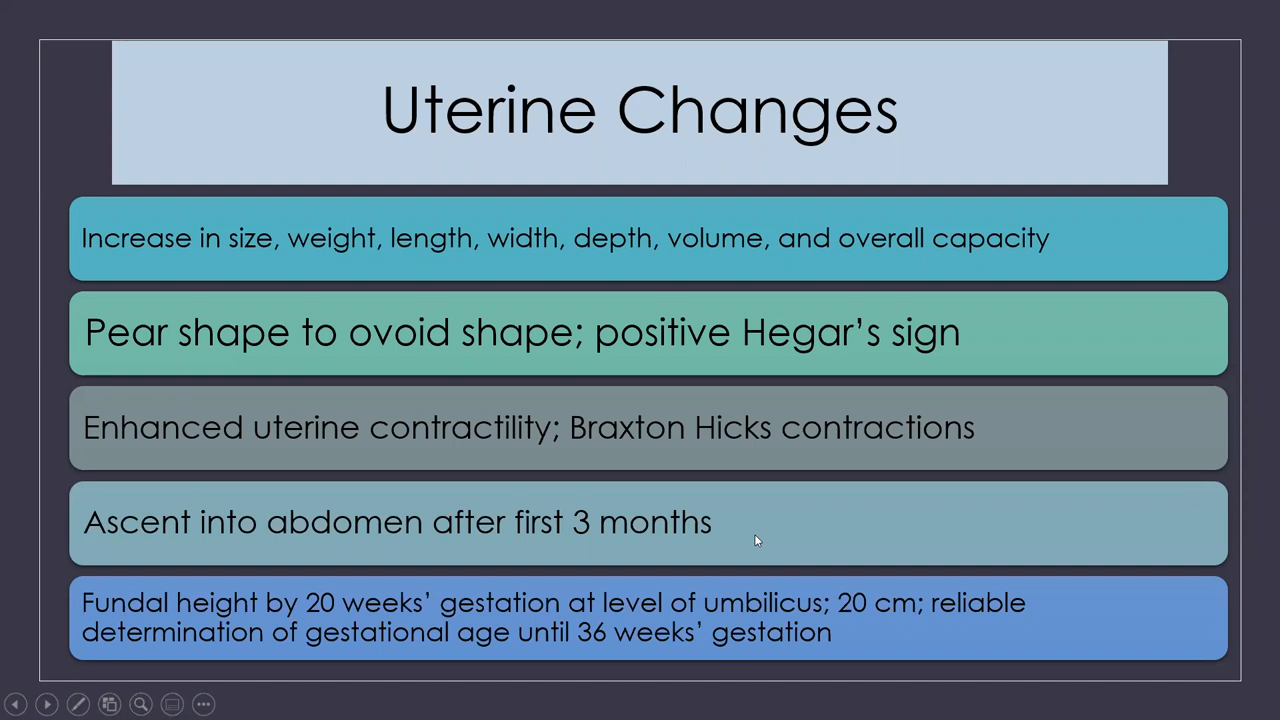 Uterine Changes
Increase in size, weight, length, width, depth, volume, and overall capacity
Pear shape to ovoid shape; positive Hegar’s sign
Enhanced uterine contractility; Braxton Hicks contractions
Ascent into abdomen after first 3 months
Fundal height by 20 weeks’ gestation at level of umbilicus; 20 cm; reliable
determination of gestational age until 36 weeks’ gestation